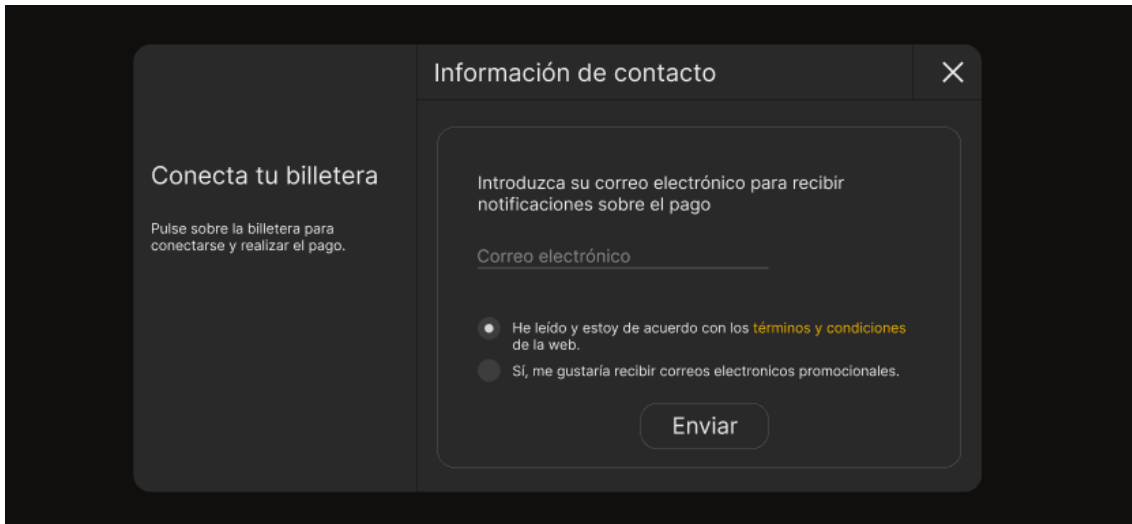 Información de contacto
Conecta tu billetera
Pulse sobre la billetera para
conectarse y realizar el pago.
Introduzca su correo electrónico para recibir
notificaciones sobre el pago
Correo electrónico
He leído y estoy de acuerdo con los términos y condiciones
de la web.
Sí, me gustaría recibir correos electronicos promocionales.
Enviar